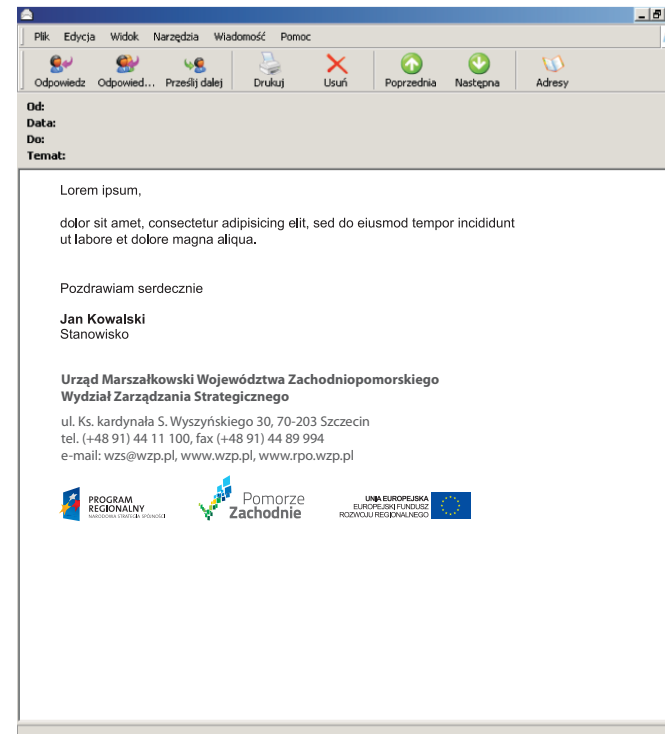 Plik Edycja Widok Narzędzia Wiadomość Pomoc
Odpowiedz Odpowied... Prześlij dalej Drukuj Usuń Poprzednia Następna Adresy
Od:
Data:
Do:
Temat:
Lorem ipsum,
dolor sit amet, consectetur adipisicing elit, sed do eiusmod tempor incididunt
ut labore et dolore magna aliqua.
Pozdrawiam serdecznie
Jan Kowalski
Stanowisko
Urząd Marszałkowski Województwa Zachodniopomorskiego
Wydział Zarządzania Strategicznego
ul. Ks. kardynała S. Wyszyńskiego 30, 70-203 Szczecin
tel. (+48 91) 44 11 100, fax (+48 91) 44 89 994
e-mail: wzs@wzp.pl, www.wzp.pl, www.rpo.wzp.pl
PROGRAM
REGIONALNY
NARODOWA STRATEGIA SPÓJNOŚCI
Pomorze
Zachodnie
UNIA EUROPEJSKA
EUROPEJSKI FUNDUSZ
ROZWOJU REGIONALNEGO